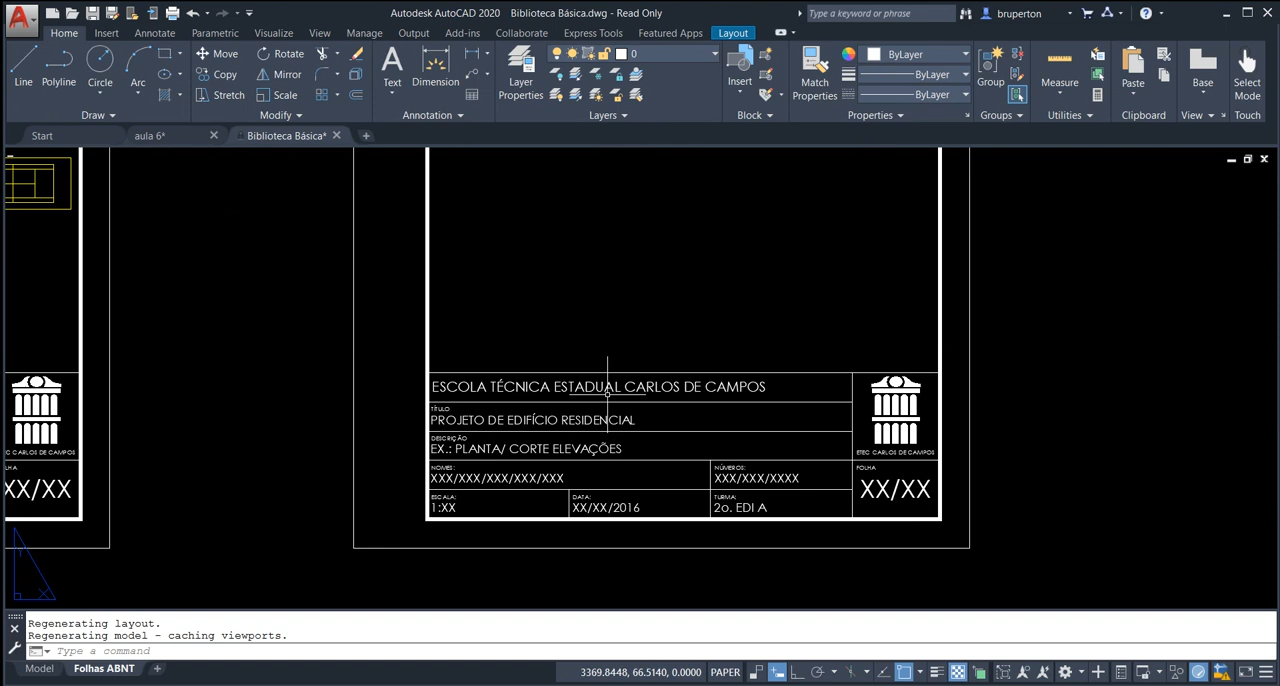 Autodesk AutoCAD 2020 Biblioteca Básica.dwg - Read Only
Type a keyword or phrase
bruperton
Home Insert Annotate Parametric Visualize View Manage Output Add-ins Collaborate Express Tools Featured Apps Layout
Line Polyline Circle Arc
Move Rotate
Copy Mirror
Stretch Scale
Text Dimension
Layer Properties
0
Insert
Match Properties
ByLayer
ByLayer
ByLayer
Group
Measure
Paste
Base
Select Mode
Draw Modify Annotation Layers Block Properties Groups Utilities Clipboard View Touch
Start aula 6* Biblioteca Básica*
ESCOLA TÉCNICA ESTADUAL CARLOS DE CAMPOS
TÍTULO
PROJETO DE EDIFÍCIO RESIDENCIAL
DESCRIÇÃO
EX.: PLANTA/ CORTE ELEVAÇÕES
ETEC CARLOS DE CAMPOS
NOMES:
XXX/XXX/XXX/XXX/XXX
NÚMEROS:
XXX/XXX/XXXX
FOLHA
XX/XX
ESCALA:
1:XX
DATA:
XX/XX/2016
TURMA:
2o. EDI A
EC CARLOS DE CAMPOS
LHA
XX/XX
Y
X
Regenerating layout.
Regenerating model - caching viewports.
Type a command
Model Folhas ABNT
3369.8448, 66.5140, 0.0000 PAPER